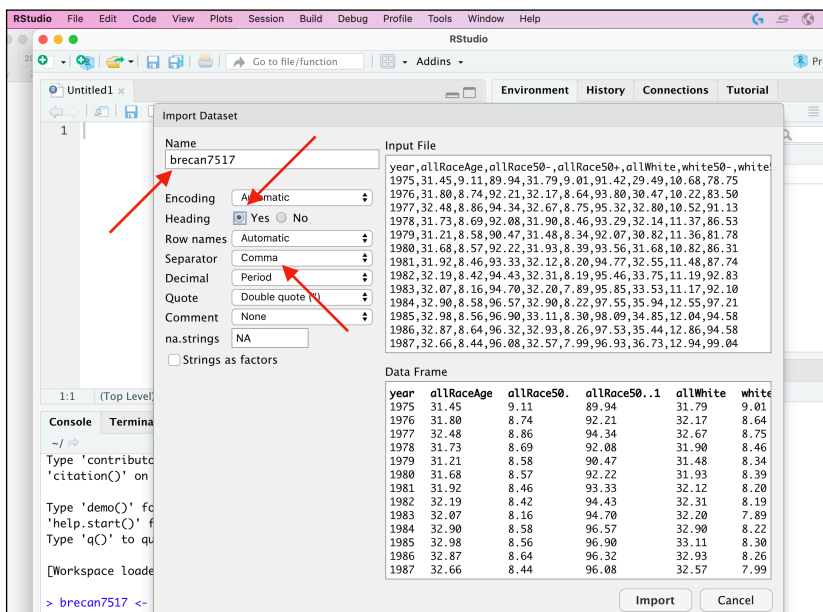 RStudio File Edit Code View Plots Session Build Debug Profile Tools Window Help
RStudio
Go to file/function
Addins
Untitled1
Environment History Connections Tutorial
1
Import Dataset
Name
brecan7517
Encoding Automatic
Heading Yes No
Row names Automatic
Separator Comma
Decimal Period
Quote Double quote (")
Comment None
na.strings NA
Strings as factors
Input File
year,allRaceAge,allRace50-,allRace50+,allWhite,white50-,white
1975,31.45,9.11,89.94,31.79,9.01,91.42,29.49,10.68,78.75
1976,31.80,8.74,92.21,32.17,8.64,93.80,30.47,10.22,83.50
1977,32.48,8.86,94.34,32.67,8.75,95.32,32.80,10.52,91.13
1978,31.73,8.69,92.08,31.90,8.46,93.29,32.14,11.37,86.53
1979,31.21,8.58,90.47,31.48,8.34,92.07,30.82,11.36,81.78
1980,31.68,8.57,92.22,31.93,8.39,93.56,31.68,10.82,86.31
1981,31.92,8.46,93.33,32.12,8.20,94.77,32.55,11.48,87.74
1982,32.19,8.42,94.43,32.31,8.19,95.46,33.75,11.19,92.83
1983,32.07,8.16,94.70,32.20,7.89,95.85,33.53,11.17,92.10
1984,32.90,8.58,96.57,32.90,8.22,97.55,35.94,12.55,97.21
1985,32.98,8.56,96.90,33.11,8.30,98.09,34.85,12.04,94.58
1986,32.87,8.64,96.32,32.93,8.26,97.53,35.44,12.86,94.58
1987,32.66,8.44,96.08,32.57,7.99,96.93,36.73,12.94,99.04
Data Frame
year allRaceAge allRace50. allRace50..1 allWhite white
1975 31.45 9.11 89.94 31.79 9.01
1976 31.80 8.74 92.21 32.17 8.64
1977 32.48 8.86 94.34 32.67 8.75
1978 31.73 8.69 92.08 31.90 8.46
1979 31.21 8.58 90.47 31.48 8.34
1980 31.68 8.57 92.22 31.93 8.39
1981 31.92 8.46 93.33 32.12 8.20
1982 32.19 8.42 94.43 32.31 8.19
1983 32.07 8.16 94.70 32.20 7.89
1984 32.90 8.58 96.57 32.90 8.22
1985 32.98 8.56 96.90 33.11 8.30
1986 32.87 8.64 96.32 32.93 8.26
1987 32.66 8.44 96.08 32.57 7.99
Import Cancel
1:1 (Top Level)
Console Termina
~/
Type 'contributo
'citation()' on
Type 'demo()' fo
'help.start()' f
Type 'q()' to qu
[Workspace loade
> brecan7517 <-